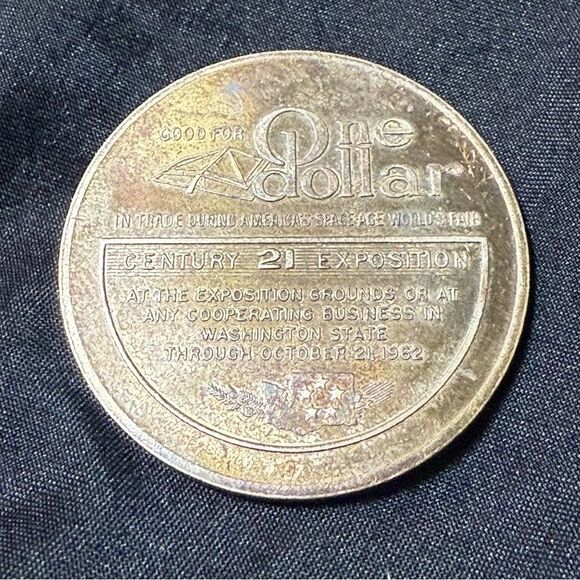 GOOD FOR One
dollar
IN TRADE DURING AMERICA'S SPACE AGE WORLD'S FAIR
CENTURY 21 EXPOSITION
AT THE EXPOSITION GROUNDS OR AT
ANY COOPERATING BUSINESS IN
WASHINGTON STATE
THROUGH OCTOBER 21, 1962